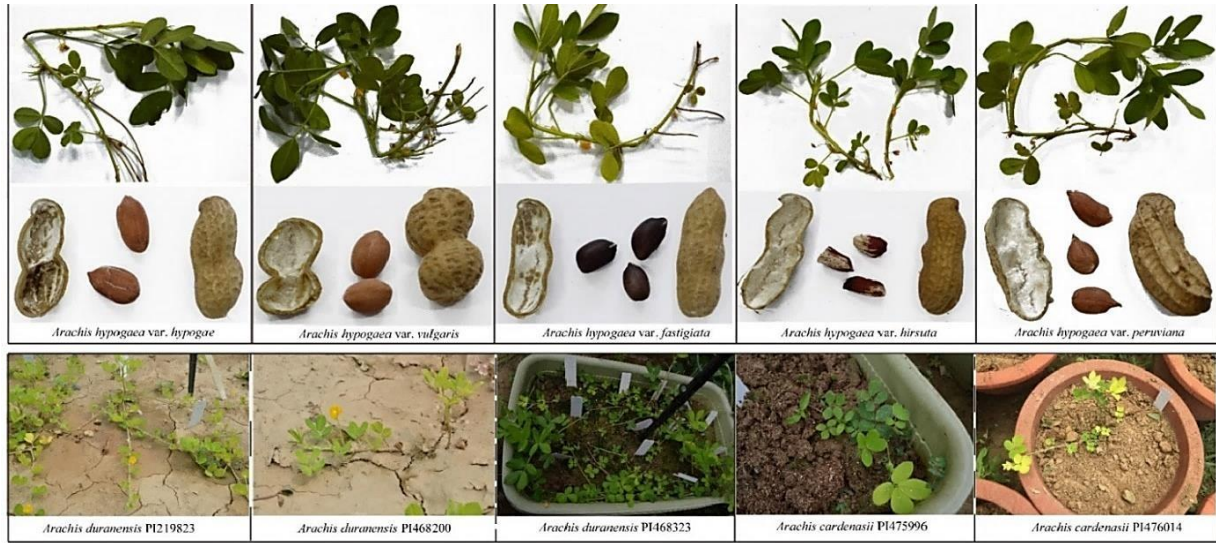 Arachis hypogaea var. hypogae
Arachis hypogaea var. vulgaris
Arachis hypogaea var. fastigiata
Arachis hypogaea var. hirsuta
Arachis hypogaea var. peruviana
Arachis duranensis PI219823
Arachis duranensis PI468200
Arachis duranensis PI468323
Arachis cardenasii PI475996
Arachis cardenasii PI476014